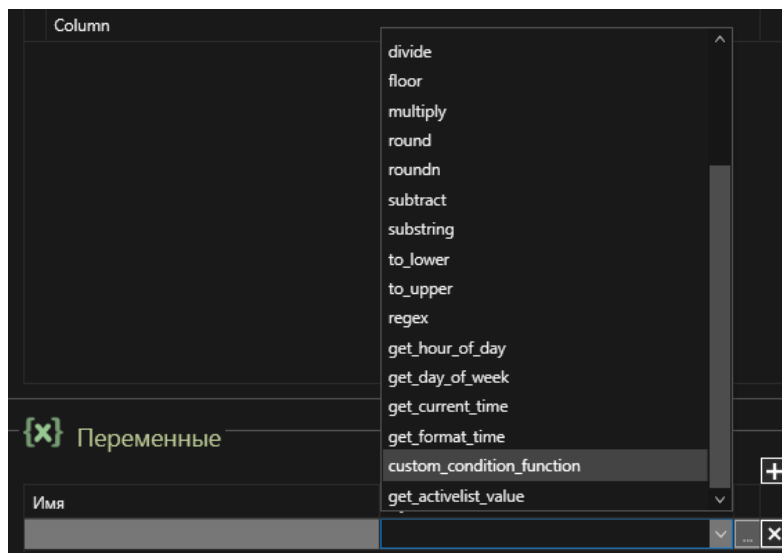 Column
divide
floor
multiply
round
roundn
subtract
substring
to_lower
to_upper
regex
get_hour_of_day
get_day_of_week
get_current_time
get_format_time
custom_condition_function
get_activelist_value
{x} Переменные
Имя
...